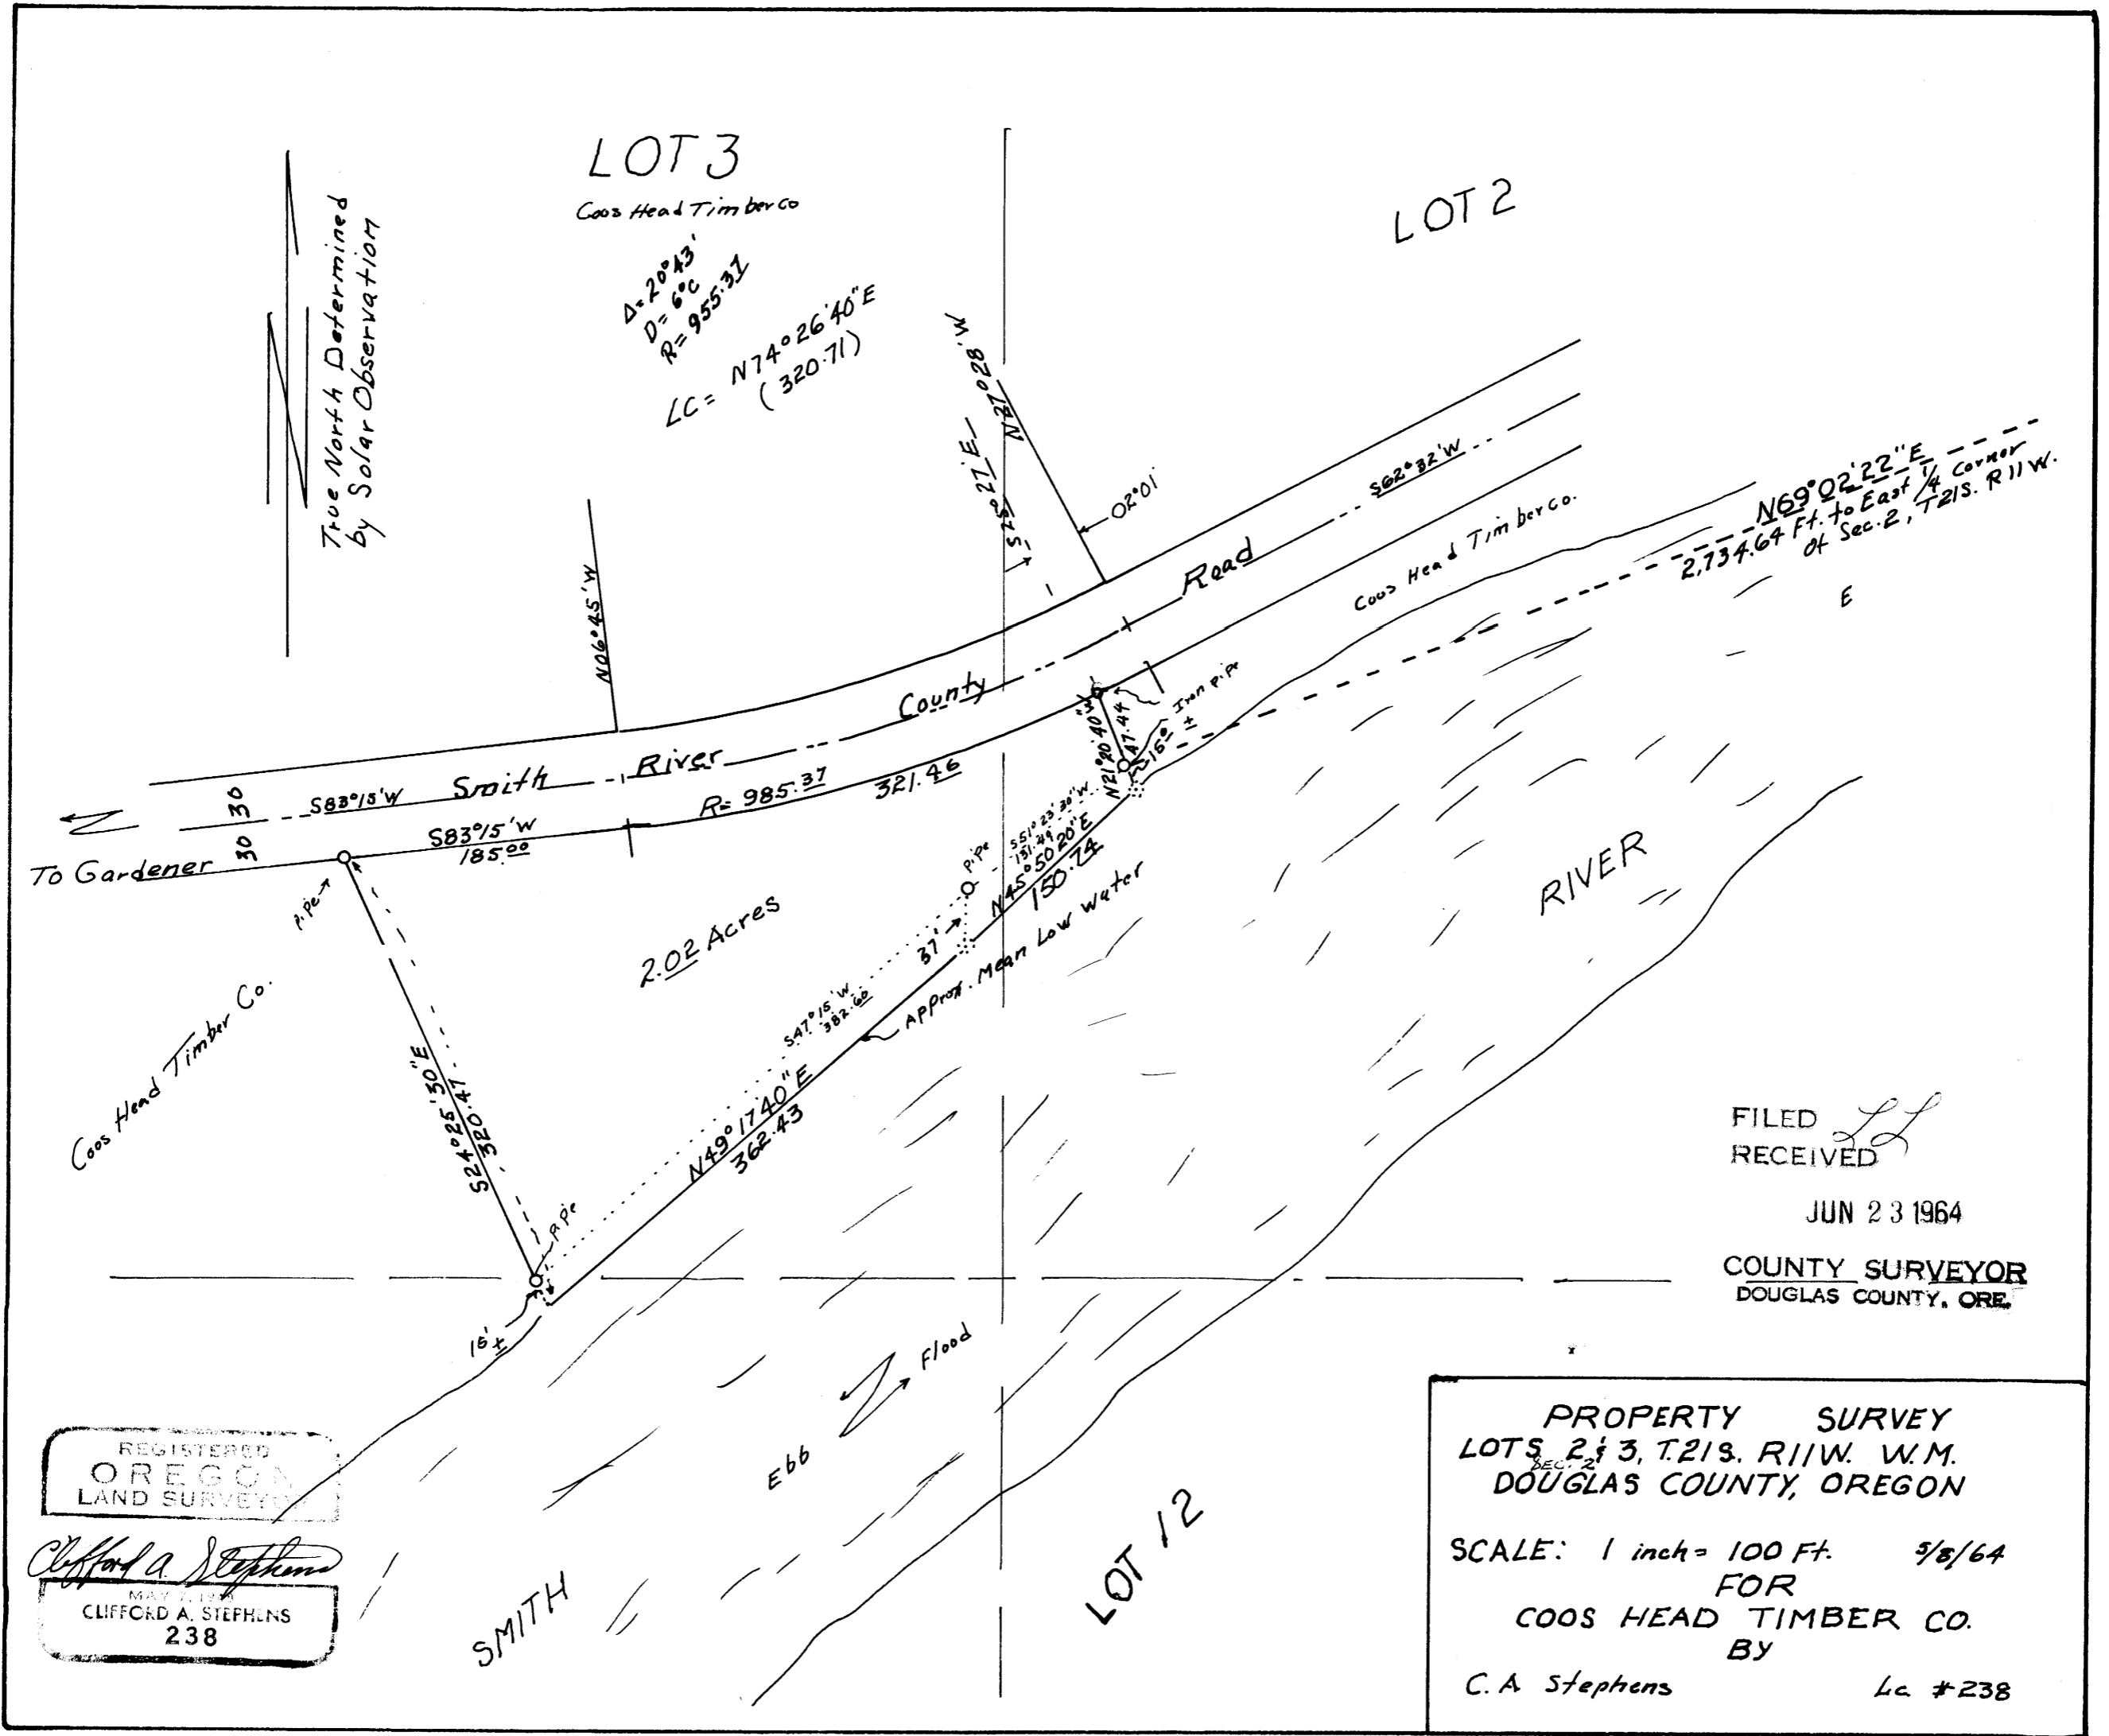 LOT 3
Coos Head Timber Co
Δ= 20°43'
D= 6°C
R= 955.37
LC= N74°26'40"E
(320.71)
True North Determined
by Solar Observation
LOT 2
N06°45'W
S25°27'E
N27°28'W
02°01'
S62°32'W
Coos Head Timber Co.
N69°02'22"E
2,734.64 Ft. to East 1/4 Corner
of Sec. 2, T21S. R11W.
E
Smith River County Road
S83°15'W
30 30
To Gardener
S83°15'W
185.00
R= 985.37
321.46
N21°20'40"W
47.44
Iron pipe
15' ±
pipe
S51°23'30"W
131.49
N45°50'20"E
150.74
37'
Approx. Mean Low Water
pipe
2.02 Acres
Coos Head Timber Co.
S47°15'W
382.60
N49°17'40"E
362.43
S24°25'30"E
320.47
pipe
15' ±
RIVER
Flood
Ebb
SMITH
LOT 12
FILED
RECEIVED
JUN 23 1964
COUNTY SURVEYOR
DOUGLAS COUNTY, ORE.
REGISTERED
OREGON
LAND SURVEYOR
Clifford A. Stephens
CLIFFORD A. STEPHENS
238
PROPERTY SURVEY
LOTS 2 & 3, T.21S. R11W. W.M.
SEC. 2
DOUGLAS COUNTY, OREGON
SCALE: 1 inch = 100 Ft. 5/8/64
FOR
COOS HEAD TIMBER CO.
BY
C. A Stephens Lc #238